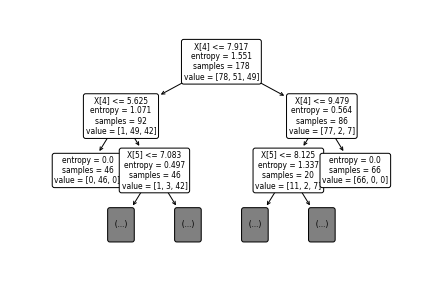 X[4] <= 7.917
entropy = 1.551
samples = 178
value = [78, 51, 49]
X[4] <= 5.625
entropy = 1.071
samples = 92
value = [1, 49, 42]
X[4] <= 9.479
entropy = 0.564
samples = 86
value = [77, 2, 7]
entropy = 0.0
samples = 46
value = [0, 46, 0]
X[5] <= 7.083
entropy = 0.497
samples = 46
value = [1, 3, 42]
X[5] <= 8.125
entropy = 1.337
samples = 20
value = [11, 2, 7]
entropy = 0.0
samples = 66
value = [66, 0, 0]
(...)
(...)
(...)
(...)